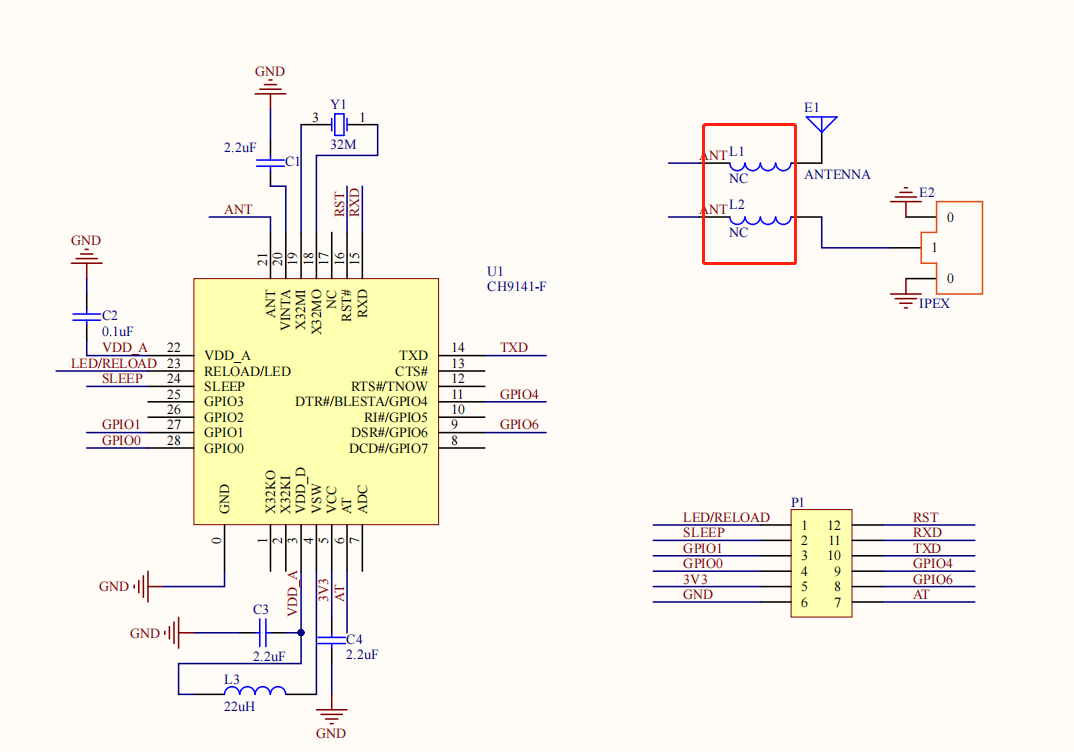 GND
Y1
3
1
32M
2.2uF
C1
RST
RXD
ANT
21
20
19
18
17
16
15
ANT
VINTA
X32MI
X32MO
NC
RST#
RXD
U1
CH9141-F
GND
C2
0.1uF
VDD_A
22
VDD_A
LED/RELOAD
23
RELOAD/LED
SLEEP
24
SLEEP
25
GPIO3
26
GPIO2
GPIO1
27
GPIO1
GPIO0
28
GPIO0
TXD
14
TXD
CTS#
13
RTS#/TNOW
12
DTR#/BLESTA/GPIO4
11
GPIO4
RI#/GPIO5
10
DSR#/GPIO6
9
GPIO6
DCD#/GPIO7
8
GND
X32KO
X32KI
VDD_D
VSW
VCC
AT
ADC
0
1
2
3
4
5
6
7
GND
VDD_A
3V3
AT
C3
GND
2.2uF
C4
2.2uF
L3
22uH
GND
E1
ANT
L1
NC
ANTENNA
ANT
L2
NC
E2
0
1
0
IPEX
P1
LED/RELOAD
1
12
RST
SLEEP
2
11
RXD
GPIO1
3
10
TXD
GPIO0
4
9
GPIO4
3V3
5
8
GPIO6
GND
6
7
AT